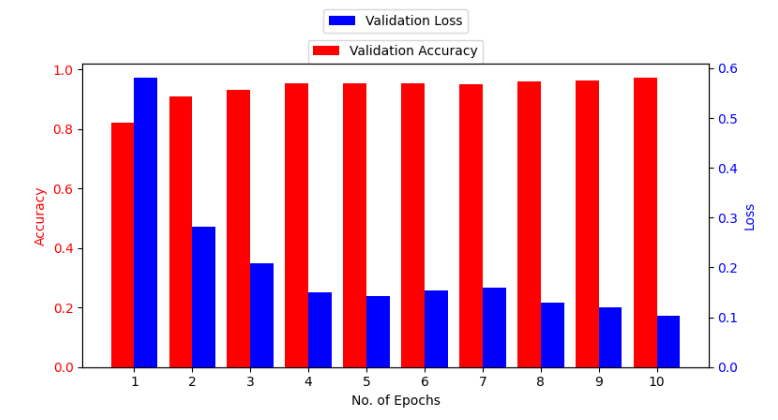 Validation Loss
Validation Accuracy
1.0
0.8
0.6
0.4
0.2
0.0
Accuracy
0.6
0.5
0.4
0.3
0.2
0.1
0.0
Loss
1 2 3 4 5 6 7 8 9 10
No. of Epochs